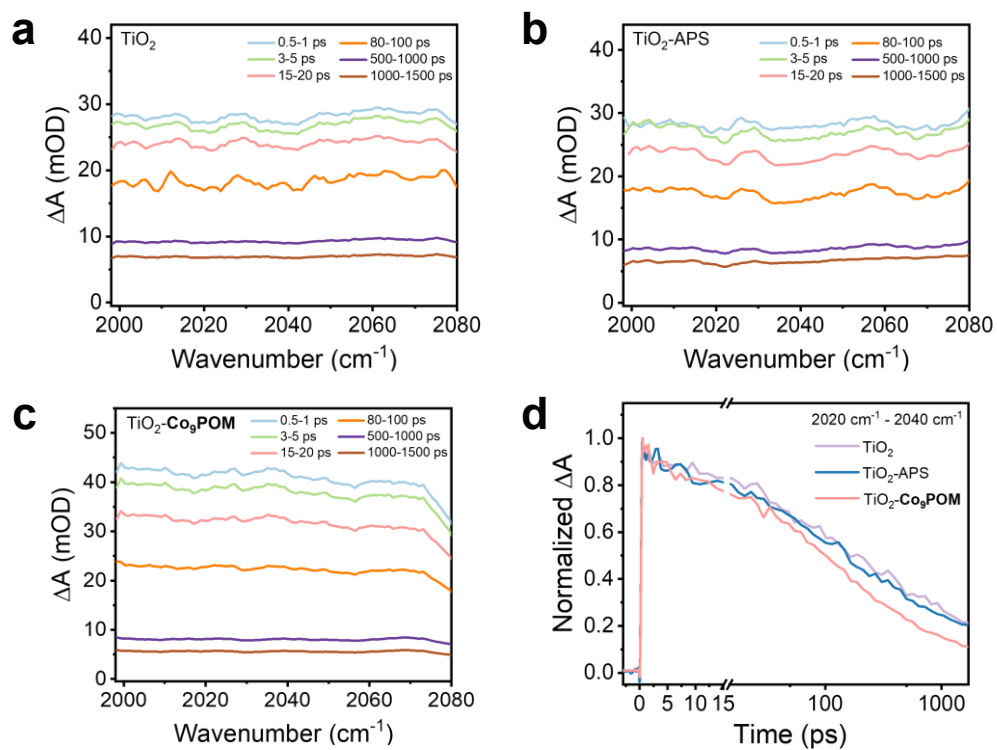 a
TiO₂
0.5-1 ps
3-5 ps
15-20 ps
80-100 ps
500-1000 ps
1000-1500 ps
40
30
20
10
0
ΔA (mOD)
2000 2020 2040 2060 2080
Wavenumber (cm⁻¹)
b
TiO₂-APS
0.5-1 ps
3-5 ps
15-20 ps
80-100 ps
500-1000 ps
1000-1500 ps
40
30
20
10
0
ΔA (mOD)
2000 2020 2040 2060 2080
Wavenumber (cm⁻¹)
c
TiO₂-Co₉POM
0.5-1 ps
3-5 ps
15-20 ps
80-100 ps
500-1000 ps
1000-1500 ps
50
40
30
20
10
0
ΔA (mOD)
2000 2020 2040 2060 2080
Wavenumber (cm⁻¹)
d
2020 cm⁻¹ - 2040 cm⁻¹
TiO₂
TiO₂-APS
TiO₂-Co₉POM
1.0
0.8
0.6
0.4
0.2
0.0
Normalized ΔA
0 5 10 15 100 1000
Time (ps)